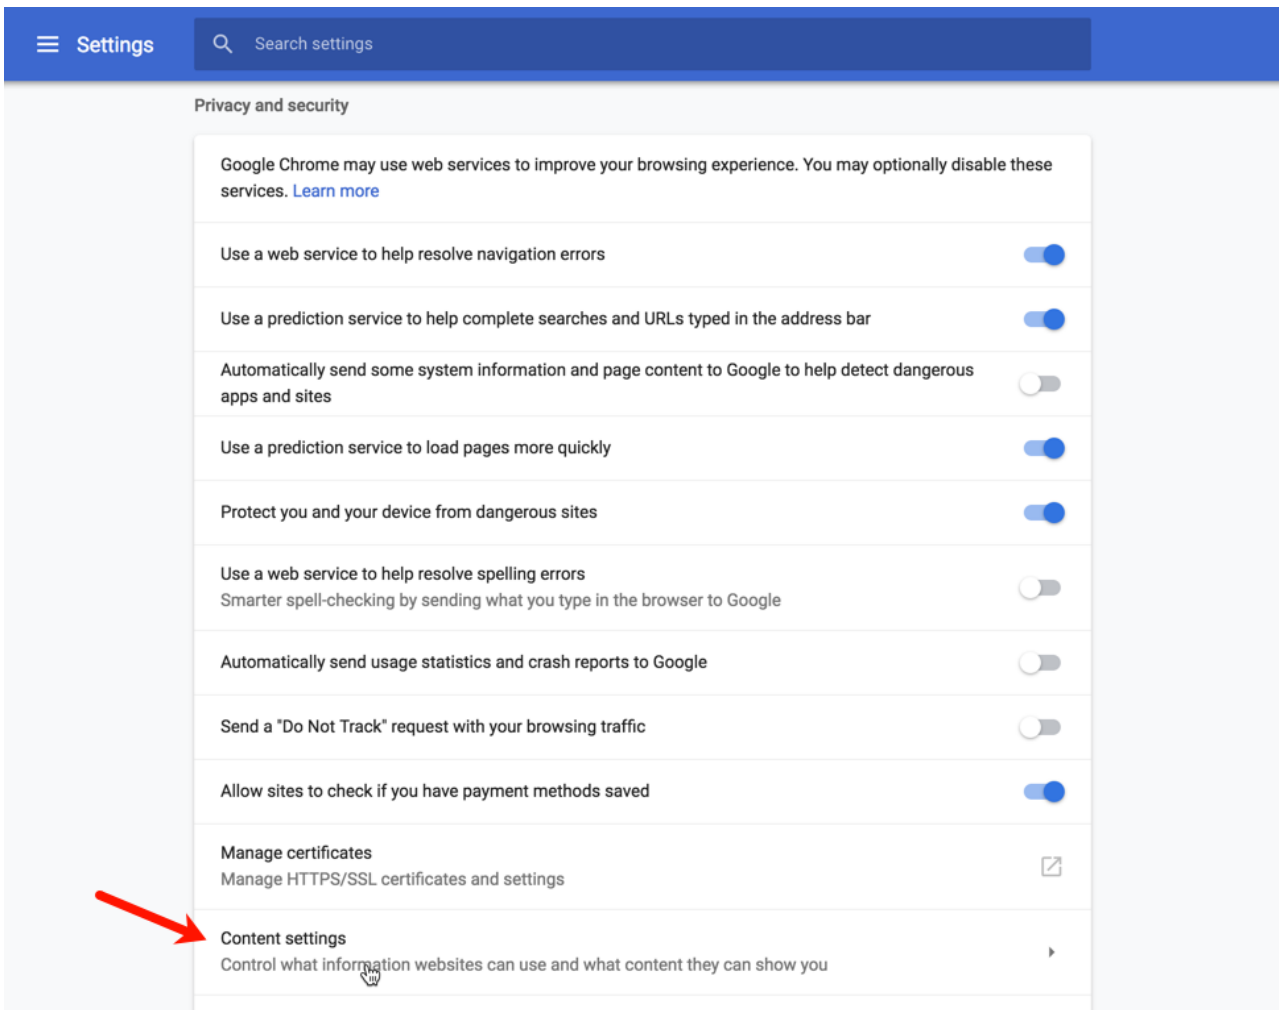 Settings
Search settings
Privacy and security
Google Chrome may use web services to improve your browsing experience. You may optionally disable these
services. Learn more
Use a web service to help resolve navigation errors
Use a prediction service to help complete searches and URLs typed in the address bar
Automatically send some system information and page content to Google to help detect dangerous
apps and sites
Use a prediction service to load pages more quickly
Protect you and your device from dangerous sites
Use a web service to help resolve spelling errors
Smarter spell-checking by sending what you type in the browser to Google
Automatically send usage statistics and crash reports to Google
Send a "Do Not Track" request with your browsing traffic
Allow sites to check if you have payment methods saved
Manage certificates
Manage HTTPS/SSL certificates and settings
Content settings
Control what information websites can use and what content they can show you